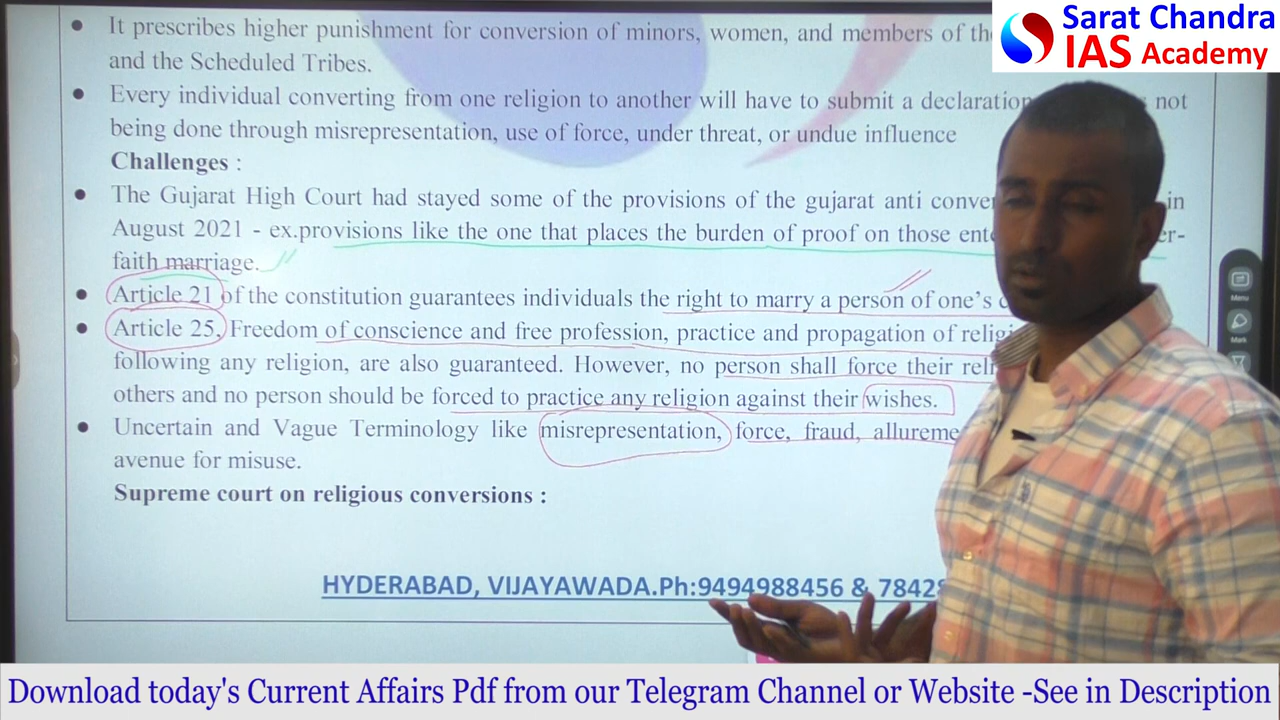 It prescribes higher punishment for conversion of minors, women, and members of the
and the Scheduled Tribes.
Every individual converting from one religion to another will have to submit a declaration not
being done through misrepresentation, use of force, under threat, or undue influence
Challenges :
The Gujarat High Court had stayed some of the provisions of the gujarat anti in
August 2021 - ex.provisions like the one that places the burden of proof on those
faith marriage.
Article 21 of the constitution guarantees individuals the right to marry a person of one's
Article 25, Freedom of conscience and free profession, practice and propagation of
following any religion, are also guaranteed. However, no person shall force their
others and no person should be forced to practice any religion against their wishes.
Uncertain and Vague Terminology like misrepresentation, force, fraud,
avenue for misuse.
Supreme court on religious conversions :
HYDERABAD, VIJAYAWADA.Ph:9494988456 &
Sarat Chandra
IAS Academy
Menu
Mark
Download today's Current Affairs Pdf from our Telegram Channel or Website -See in Description